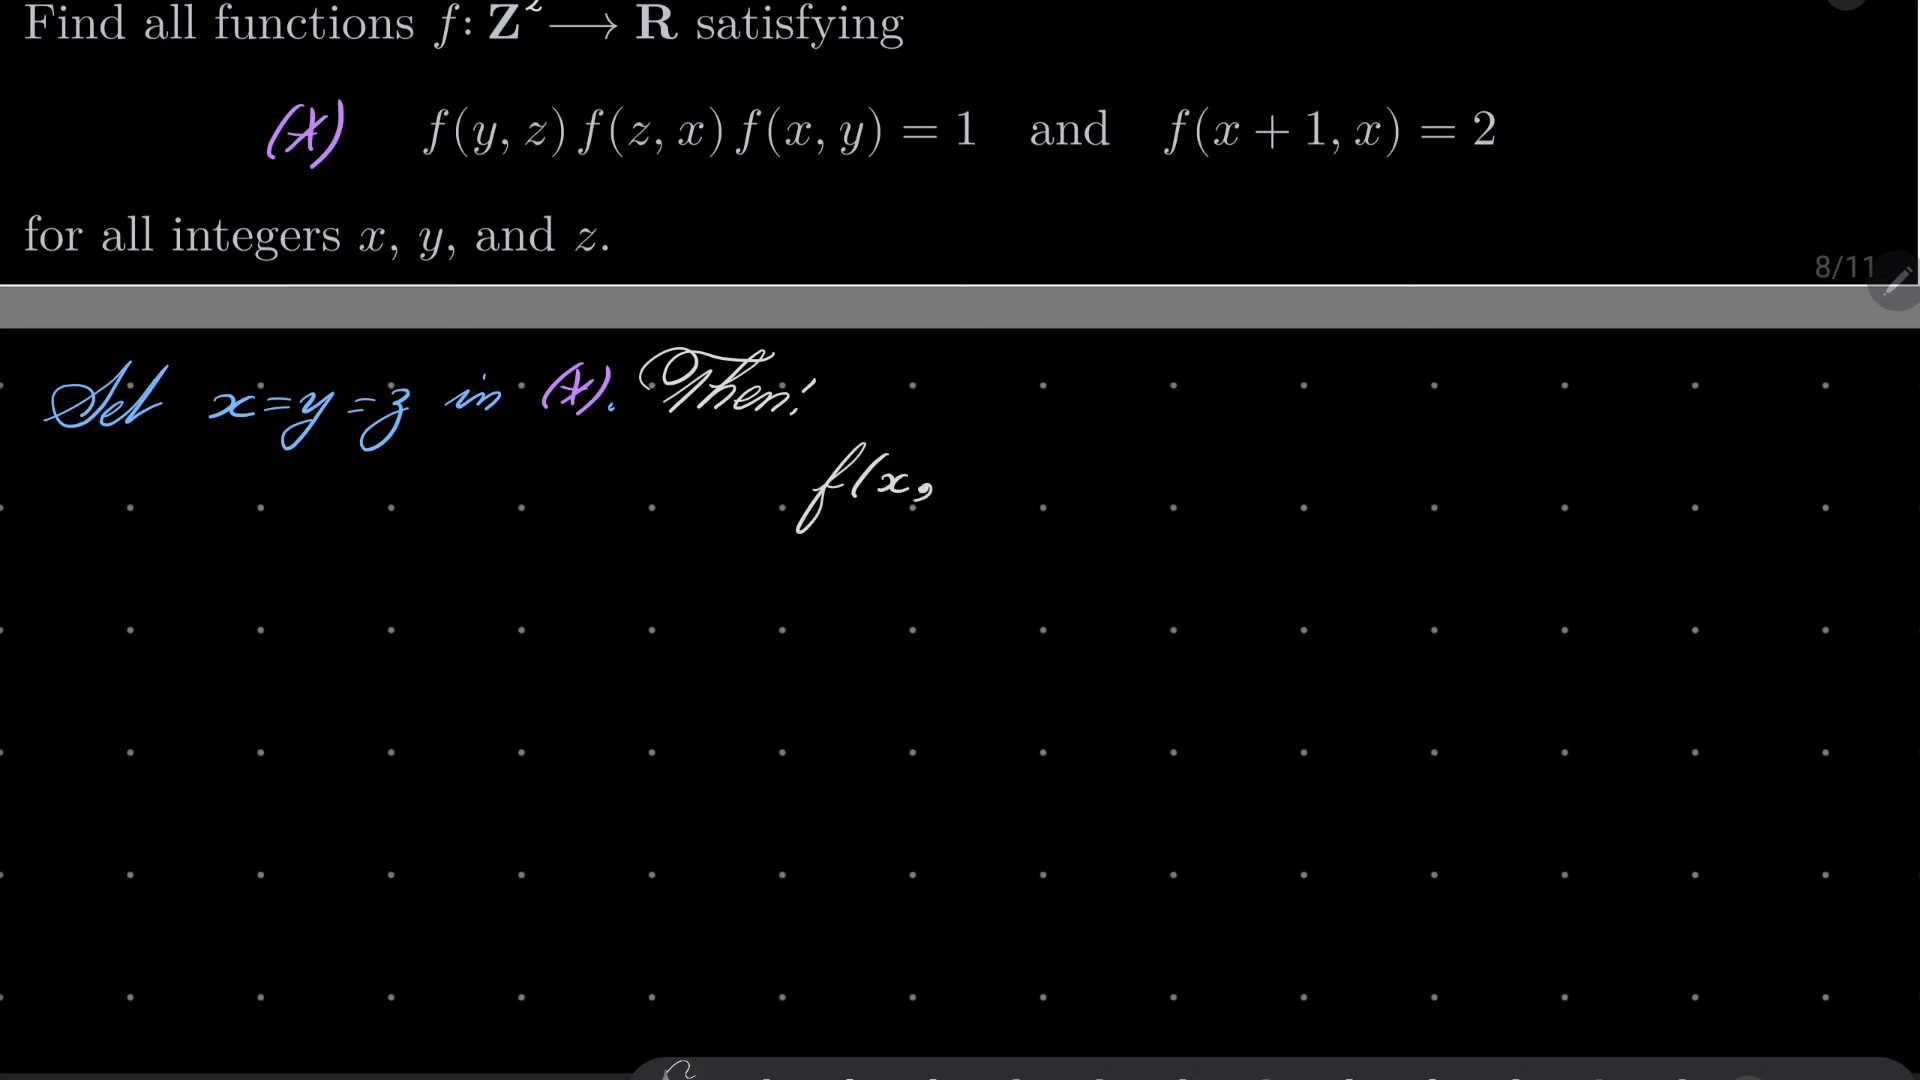 Find all functions f: Z² ⟶ R satisfying
(*) f(y, z) f(z, x) f(x, y) = 1 and f(x + 1, x) = 2
for all integers x, y, and z.
8/11
Set x=y=z in (*). Then:
f(x,